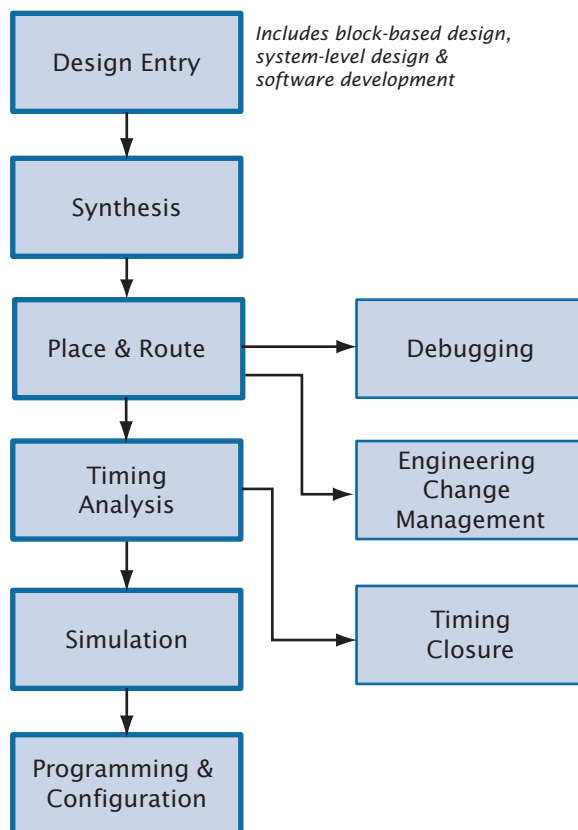 Design Entry
Includes block-based design,
system-level design &
software development
Synthesis
Place & Route
Debugging
Timing
Analysis
Engineering
Change
Management
Simulation
Timing
Closure
Programming &
Configuration